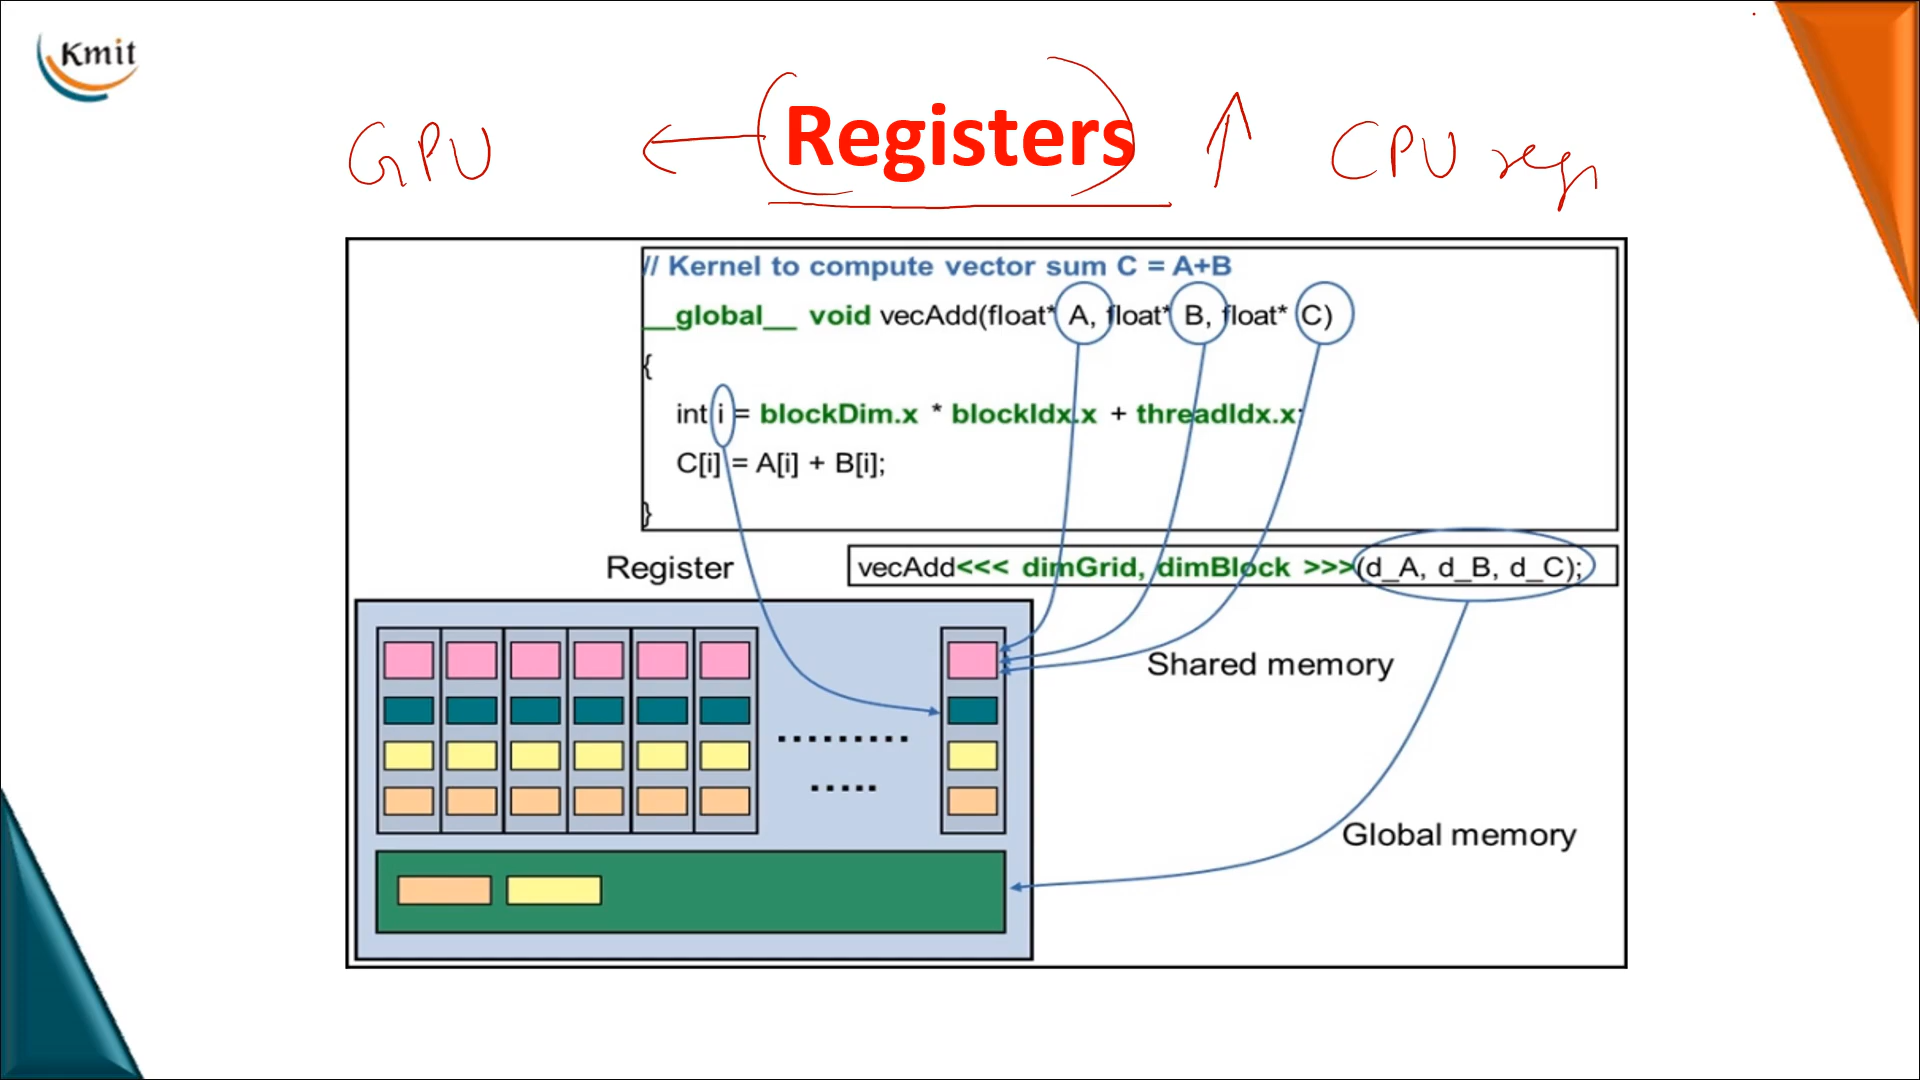 Kmit
GPU ← Registers ↑ CPU
// Kernel to compute vector sum C = A+B
__global__ void vecAdd(float* A, float* B, float* C)
{
int i = blockDim.x * blockIdx.x + threadIdx.x;
C[i] = A[i] + B[i];
}
Register
vecAdd<<< dimGrid, dimBlock >>>(d_A, d_B, d_C);
Shared memory
Global memory